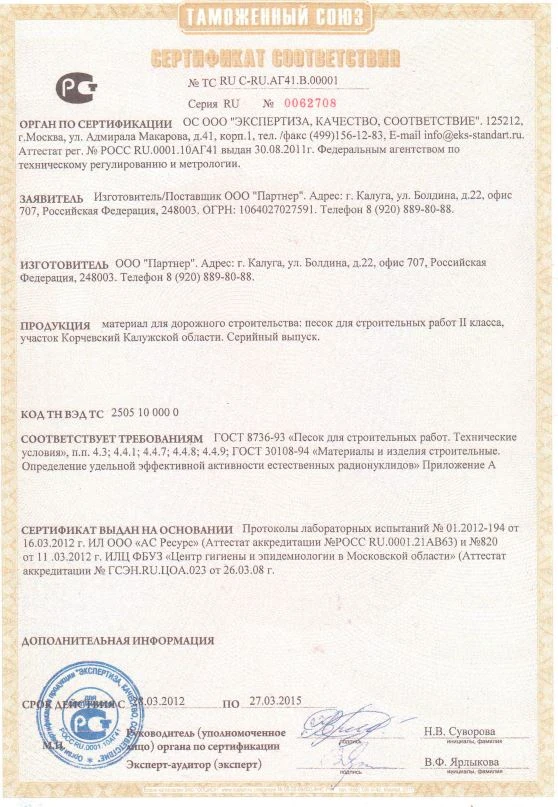 ТАМОЖЕННЫЙ СОЮЗ
СЕРТИФИКАТ СООТВЕТСТВИЯ
№ ТС RU C-RU.АГ41.В.00001
Серия RU № 0062708
ОРГАН ПО СЕРТИФИКАЦИИ ОС ООО "ЭКСПЕРТИЗА, КАЧЕСТВО, СООТВЕТСТВИЕ". 125212,
г.Москва, ул. Адмирала Макарова, д.41, корп.1, тел. /факс (499)156-12-83, E-mail info@eks-standart.ru.
Аттестат рег. № РОСС RU.0001.10АГ41 выдан 30.08.2011г. Федеральным агентством по
техническому регулированию и метрологии.
ЗАЯВИТЕЛЬ Изготовитель/Поставщик ООО "Партнер". Адрес: г. Калуга, ул. Болдина, д.22, офис
707, Российская Федерация, 248003. ОГРН: 1064027027591. Телефон 8 (920) 889-80-88.
ИЗГОТОВИТЕЛЬ ООО "Партнер". Адрес: г. Калуга, ул. Болдина, д.22, офис 707, Российская
Федерация, 248003. Телефон 8 (920) 889-80-88.
ПРОДУКЦИЯ материал для дорожного строительства: песок для строительных работ II класса,
участок Корчевский Калужской области. Серийный выпуск.
КОД ТН ВЭД ТС 2505 10 000 0
СООТВЕТСТВУЕТ ТРЕБОВАНИЯМ ГОСТ 8736-93 «Песок для строительных работ. Технические
условия», п.п. 4.3; 4.4.1; 4.4.7; 4.4.8; 4.4.9; ГОСТ 30108-94 «Материалы и изделия строительные.
Определение удельной эффективной активности естественных радионуклидов» Приложение А
СЕРТИФИКАТ ВЫДАН НА ОСНОВАНИИ Протоколы лабораторных испытаний № 01.2012-194 от
16.03.2012 г. ИЛ ООО «АС Ресурс» (Аттестат аккредитации №РОСС RU.0001.21АВ63) и №820
от 11 .03.2012 г. ИЛЦ ФБУЗ «Центр гигиены и эпидемиологии в Московской области» (Аттестат
аккредитации № ГСЭН.RU.ЦОА.023 от 26.03.08 г.
ДОПОЛНИТЕЛЬНАЯ ИНФОРМАЦИЯ
СРОК ДЕЙСТВИЯ С 28.03.2012 ПО 27.03.2015
М.П. Руководитель (уполномоченное
лицо) органа по сертификации
подпись
Н.В. Суворова
инициалы, фамилия
Эксперт-аудитор (эксперт)
подпись
В.Ф. Ярлыкова
инициалы, фамилия
"ЭКСПЕРТИЗА, КАЧЕСТВО, СООТВЕТСТВИЕ"
РОСС RU.0001.10АГ41